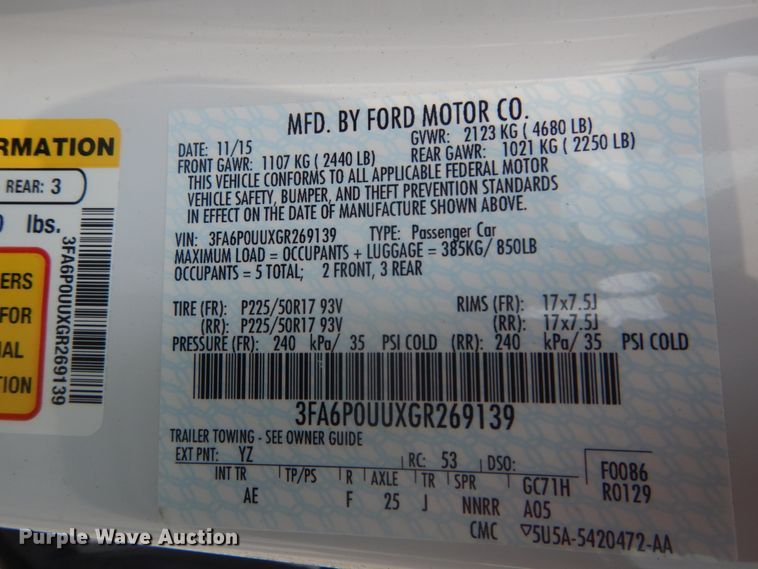 RMATION
REAR: 3
lbs.
3FA6P0UUXGR269139
ERS
FOR
AL
TION
MFD. BY FORD MOTOR CO.
DATE: 11/15 GVWR: 2123 KG ( 4680 LB)
FRONT GAWR: 1107 KG ( 2440 LB) REAR GAWR: 1021 KG ( 2250 LB)
THIS VEHICLE CONFORMS TO ALL APPLICABLE FEDERAL MOTOR
VEHICLE SAFETY, BUMPER, AND THEFT PREVENTION STANDARDS
IN EFFECT ON THE DATE OF MANUFACTURE SHOWN ABOVE.
VIN: 3FA6P0UUXGR269139 TYPE: Passenger Car
MAXIMUM LOAD = OCCUPANTS + LUGGAGE = 385KG/ 850LB
OCCUPANTS = 5 TOTAL; 2 FRONT, 3 REAR
TIRE (FR): P225/50R17 93V RIMS (FR): 17x7.5J
(RR): P225/50R17 93V (RR): 17x7.5J
PRESSURE (FR): 240 kPa/ 35 PSI COLD (RR): 240 kPa/ 35 PSI COLD
3FA6P0UUXGR269139
TRAILER TOWING - SEE OWNER GUIDE
EXT PNT: YZ RC: 53 DSO: F0086
INT TR TP/PS R AXLE TR SPR GC71H R0129
AE F 25 J NNRR A05
CMC ▽5U5A-5420472-AA
Purple Wave Auction